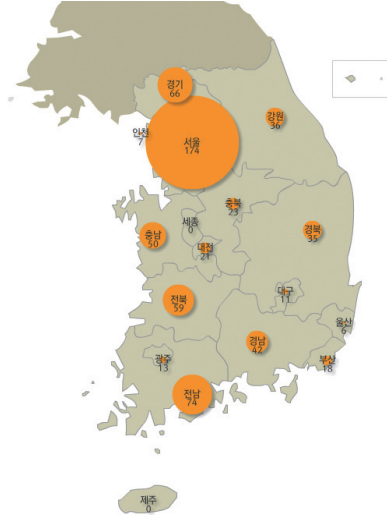 경기
66
강원
36
인천
7
서울
174
충북
23
세종
0
충남
50
경북
35
대전
21
대구
11
전북
59
울산
6
경남
42
광주
13
부산
18
전남
74
제주
0